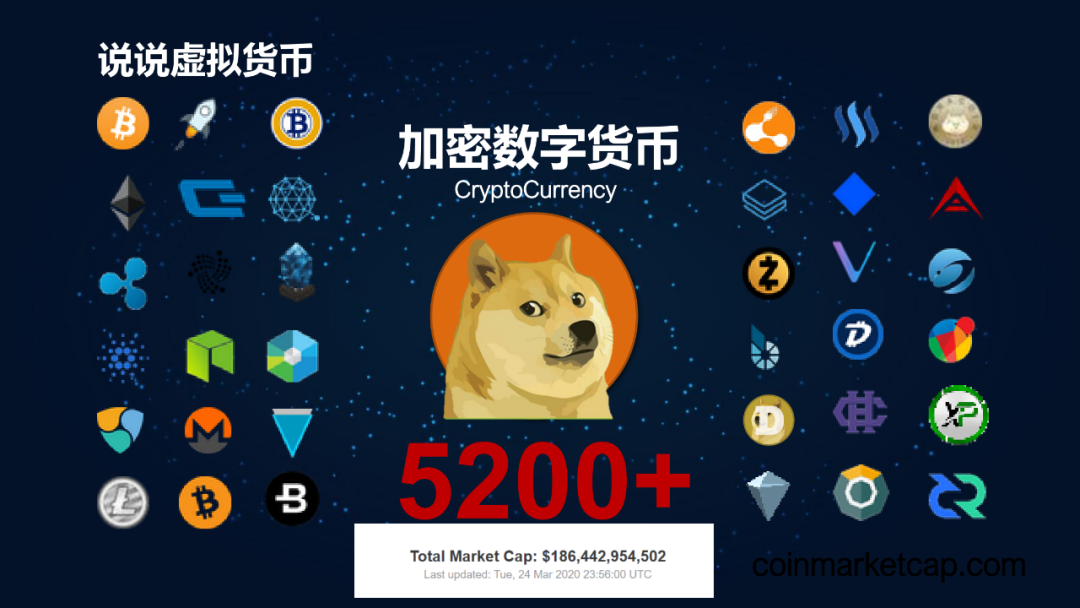 说说虚拟货币
加密数字货币
CryptoCurrency
5200+
Total Market Cap: $186,442,954,502
Last updated: Tue, 24 Mar 2020 23:56:00 UTC
coinmarketcap.com